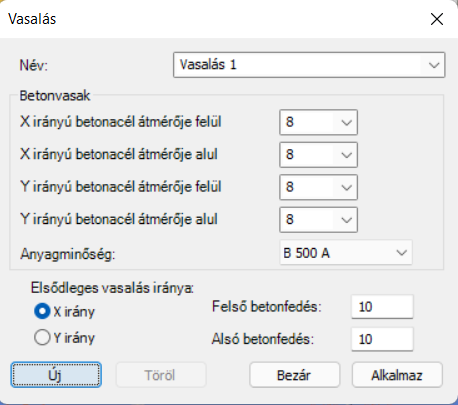 Vasalás
Név: Vasalás 1
Betonvasak
X irányú betonacél átmérője felül 8
X irányú betonacél átmérője alul 8
Y irányú betonacél átmérője felül 8
Y irányú betonacél átmérője alul 8
Anyagminőség: B 500 A
Elsődleges vasalás iránya:
X irány Felső betonfedés: 10
Y irány Alsó betonfedés: 10
Új Töröl Bezár Alkalmaz